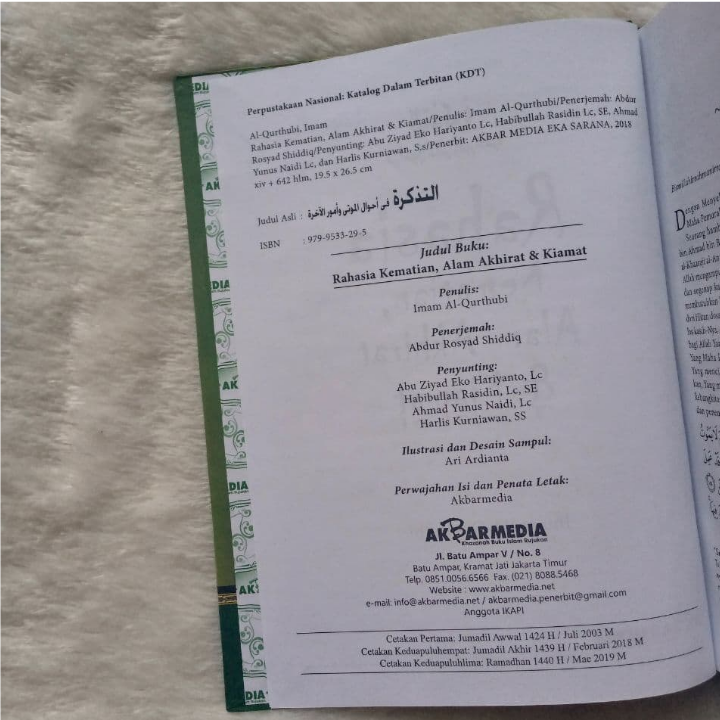 Perpustakaan Nasional: Katalog Dalam Terbitan (KDT)
Al-Qurthubi, Imam
Rahasia Kematian, Alam Akhirat & Kiamat/Penulis: Imam Al-Qurthubi/Penerjemah: Abdur
Rosyad Shiddiq/Penyunting: Abu Ziyad Eko Hariyanto Lc, Habibullah Rasidin Lc, SE, Ahmad
Yunus Naidi Lc, dan Harlis Kurniawan, S.s/Penerbit: AKBAR MEDIA EKA SARANA, 2018
xiv + 642 hlm, 19.5 x 26.5 cm
Judul Asli : التذكرة في أحوال الموتى وأمور الآخرة
ISBN : 979-9533-29-5
Judul Buku:
Rahasia Kematian, Alam Akhirat & Kiamat
Penulis:
Imam Al-Qurthubi
Penerjemah:
Abdur Rosyad Shiddiq
Penyunting:
Abu Ziyad Eko Hariyanto, Lc
Habibullah Rasidin, Lc, SE
Ahmad Yunus Naidi, Lc
Harlis Kurniawan, SS
Ilustrasi dan Desain Sampul:
Ari Ardianta
Perwajahan Isi dan Penata Letak:
Akbarmedia
AKBARMEDIA
Khazanah Buku Islam Rujukan
Jl. Batu Ampar V / No. 8
Batu Ampar, Kramat Jati Jakarta Timur
Telp. 0851.0056.6566 Fax. (021) 8088.5468
Website : www.akbarmedia.net
e-mail: info@akbarmedia.net / akbarmedia.penerbit@gmail.com
Anggota IKAPI
Cetakan Pertama: Jumadil Awwal 1424 H / Juli 2003 M
Cetakan Keduapuluhempat: Jumadil Akhir 1439 H / Februari 2018 M
Cetakan Keduapuluhlima: Ramadhan 1440 H / Mae 2019 M